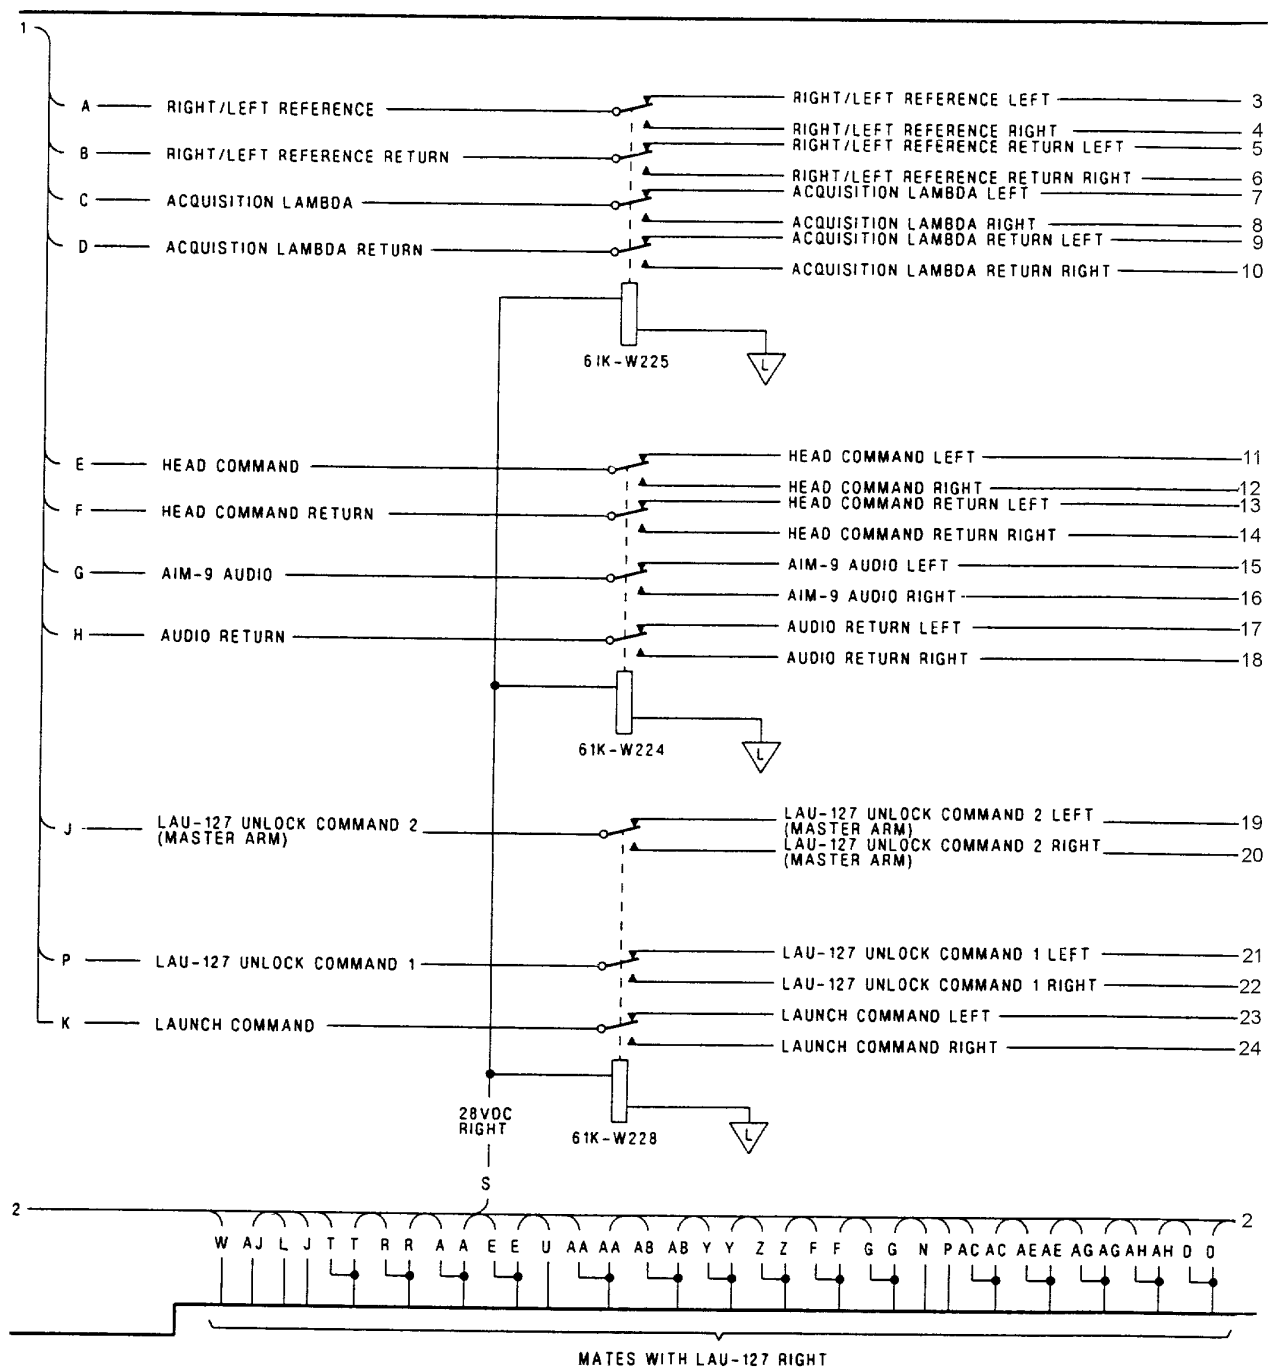 1
A RIGHT/LEFT REFERENCE RIGHT/LEFT REFERENCE LEFT 3
RIGHT/LEFT REFERENCE RIGHT 4
B RIGHT/LEFT REFERENCE RETURN RIGHT/LEFT REFERENCE RETURN LEFT 5
RIGHT/LEFT REFERENCE RETURN RIGHT 6
C ACQUISITION LAMBDA ACQUISITION LAMBDA LEFT 7
ACQUISITION LAMBDA RIGHT 8
D ACQUISTION LAMBDA RETURN ACQUISITION LAMBDA RETURN LEFT 9
ACQUISITION LAMBDA RETURN RIGHT 10
61K-W225 L
E HEAD COMMAND HEAD COMMAND LEFT 11
HEAD COMMAND RIGHT 12
F HEAD COMMAND RETURN HEAD COMMAND RETURN LEFT 13
HEAD COMMAND RETURN RIGHT 14
G AIM-9 AUDIO AIM-9 AUDIO LEFT 15
AIM-9 AUDIO RIGHT 16
H AUDIO RETURN AUDIO RETURN LEFT 17
AUDIO RETURN RIGHT 18
61K-W224 L
J LAU-127 UNLOCK COMMAND 2 LAU-127 UNLOCK COMMAND 2 LEFT 19
(MASTER ARM) (MASTER ARM)
LAU-127 UNLOCK COMMAND 2 RIGHT 20
(MASTER ARM)
P LAU-127 UNLOCK COMMAND 1 LAU-127 UNLOCK COMMAND 1 LEFT 21
LAU-127 UNLOCK COMMAND 1 RIGHT 22
K LAUNCH COMMAND LAUNCH COMMAND LEFT 23
LAUNCH COMMAND RIGHT 24
28VDC
RIGHT
61K-W228 L
S
2 2
W AJ L J T T R R A A E E U AA AA AB AB Y Y Z Z F F G G N P AC AC AE AE AG AG AH AH D D
MATES WITH LAU-127 RIGHT